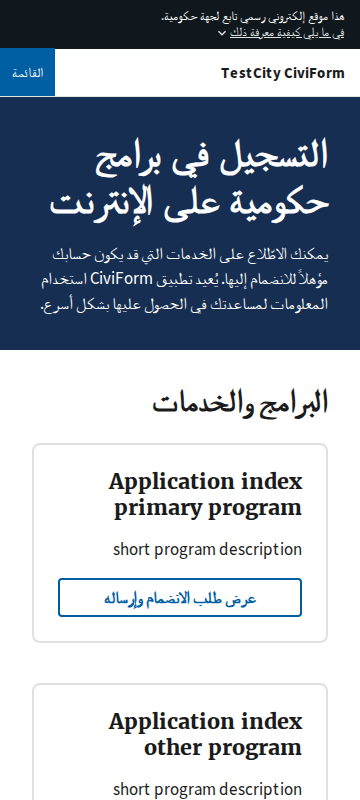 هذا موقع إلكتروني رسمي تابع لجهة حكومية.
في ما يلي كيفية معرفة ذلك
TestCity CiviForm
القائمة
التسجيل في برامج
حكومية على الإنترنت
يمكنك الاطّلاع على الخدمات التي قد يكون حسابك
مؤهلاً للانضمام إليها. يُعيد تطبيق CiviForm استخدام
المعلومات لمساعدتك في الحصول عليها بشكل أسرع.
البرامج والخدمات
Application index
primary program
short program description
عرض طلب الانضمام وإرساله
Application index
other program
short program description